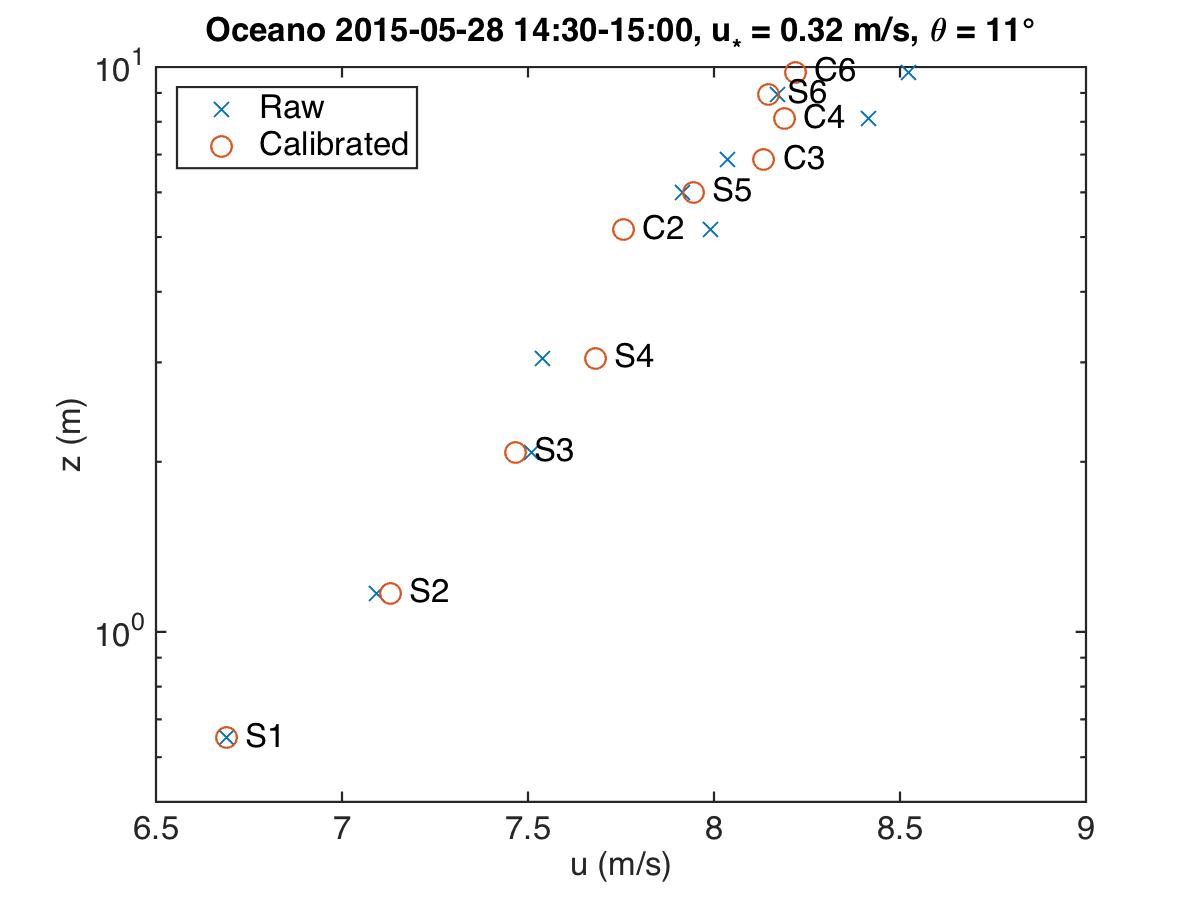 Oceano 2015-05-28 14:30-15:00, u* = 0.32 m/s, θ = 11°
10¹
Raw
Calibrated
C6
S6
C4
C3
S5
C2
S4
z (m)
S3
10⁰
S2
S1
6.5 7 7.5 8 8.5 9
u (m/s)